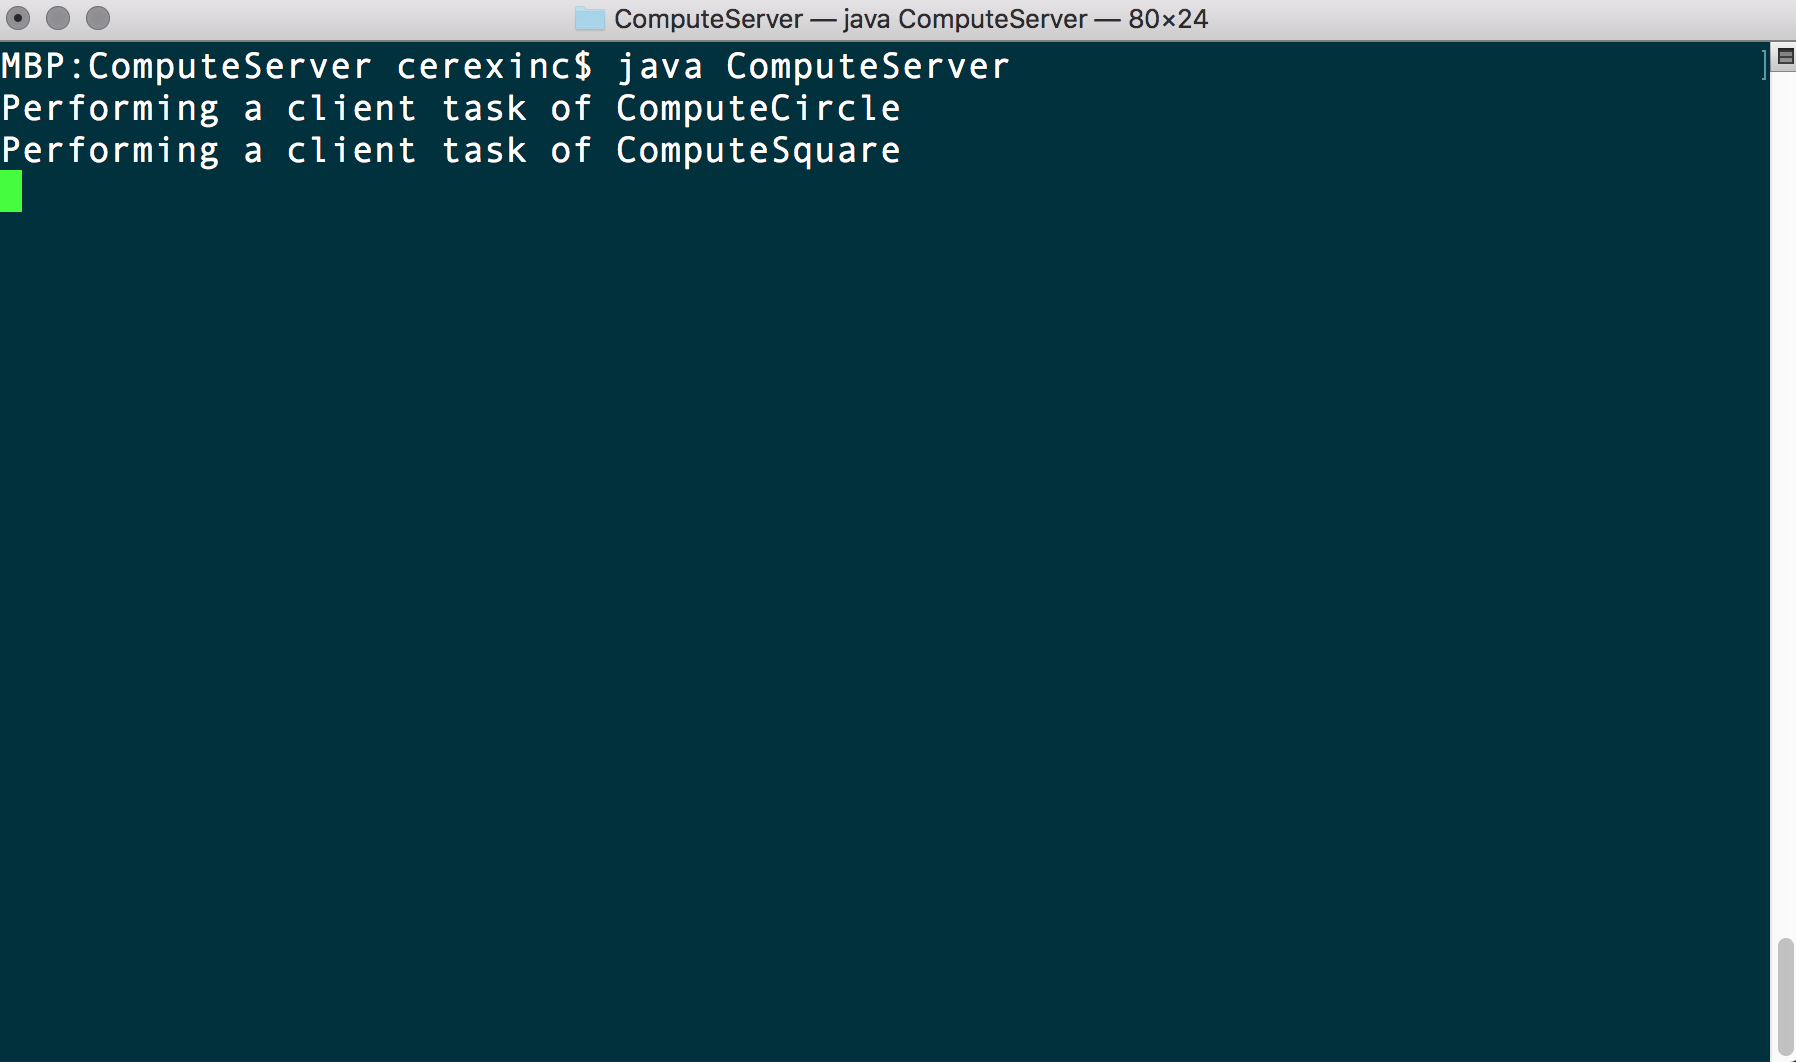 ComputeServer — java ComputeServer — 80×24
MBP:ComputeServer cerexinc$ java ComputeServer ]
Performing a client task of ComputeCircle
Performing a client task of ComputeSquare